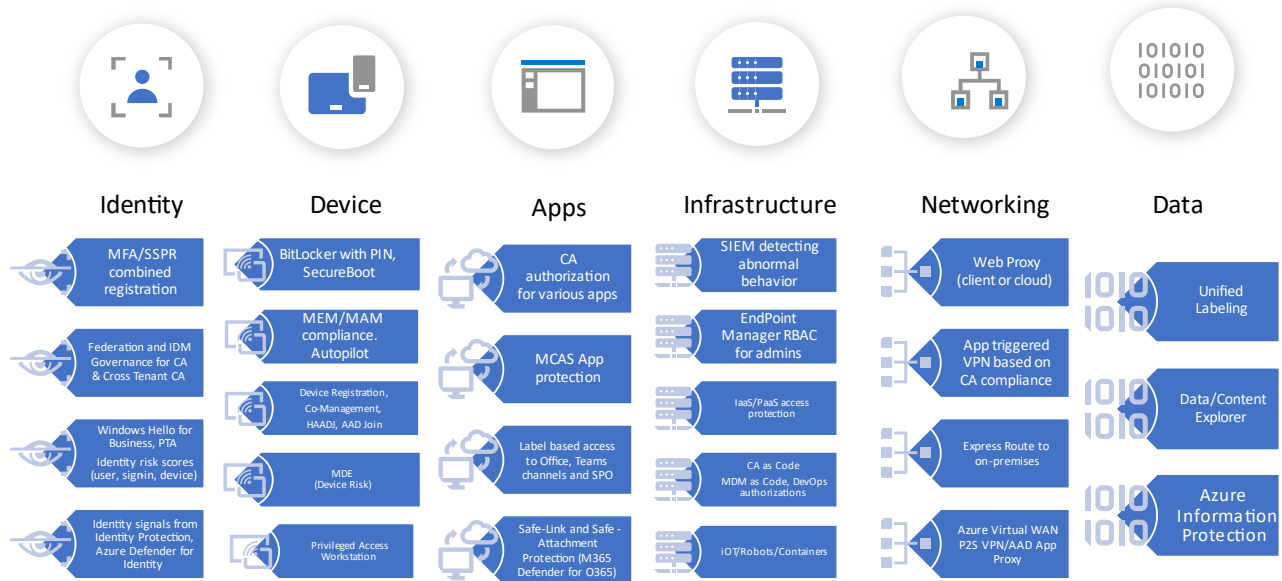 101010
010101
101010
Identity
Device
Apps
Infrastructure
Networking
Data
MFA/SSPR
combined
registration
Federation and IDM
Governance for CA
& Cross Tenant CA
Windows Hello for
Business, PTA
Identity risk scores
(user, signin, device)
Identity signals from
Identity Protection,
Azure Defender for
Identity
BitLocker with PIN,
SecureBoot
MEM/MAM
compliance.
Autopilot
Device Registration,
Co-Management,
HAADJ, AAD Join
MDE
(Device Risk)
Privileged Access
Workstation
CA
authorization
for various apps
MCAS App
protection
Label based access
to Office, Teams
channels and SPO
Safe-Link and Safe -
Attachment
Protection (M365
Defender for O365)
SIEM detecting
abnormal
behavior
EndPoint
Manager RBAC
for admins
IaaS/PaaS access
protection
CA as Code
MDM as Code, DevOps
authorizations
iOT/Robots/Containers
Web Proxy
(client or cloud)
App triggered
VPN based on
CA compliance
Express Route to
on-premises
Azure Virtual WAN
P2S VPN/AAD App
Proxy
1010
1010
Unified
Labeling
1010
1010
Data/Content
Explorer
1010
1010
Azure
Information
Protection